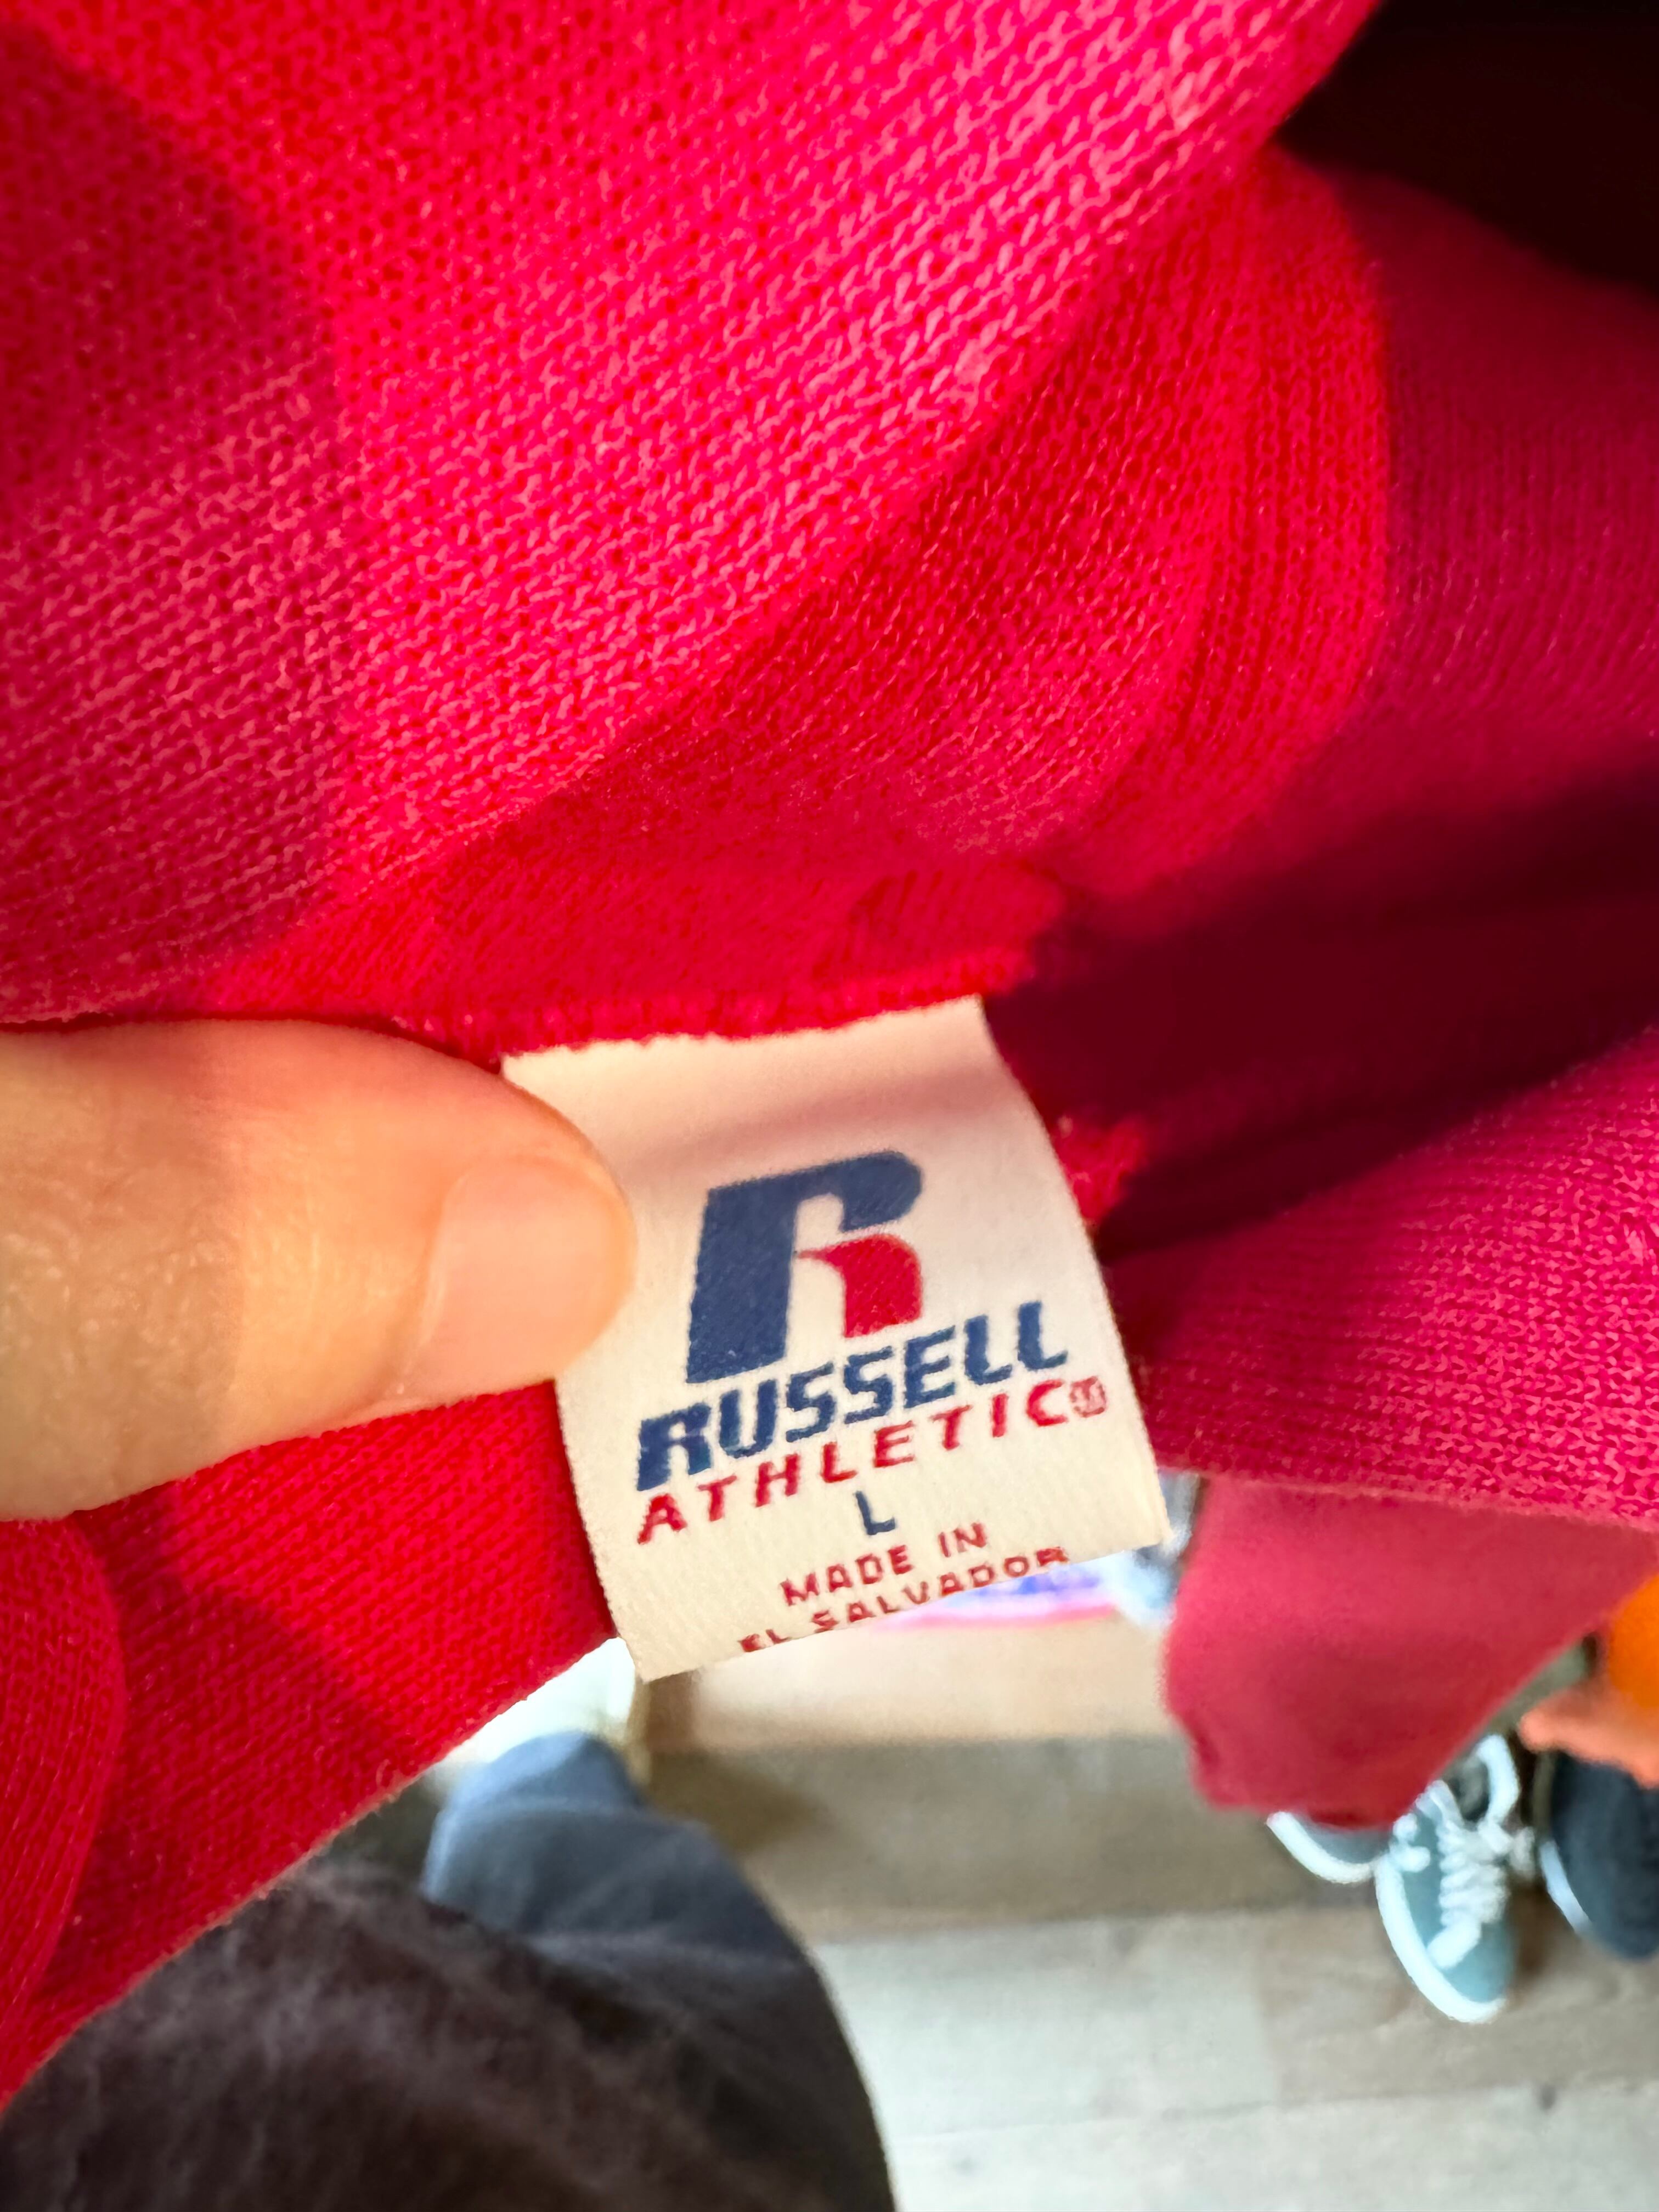 R
RUSSELL
ATHLETIC®
L
MADE IN
EL SALVADOR